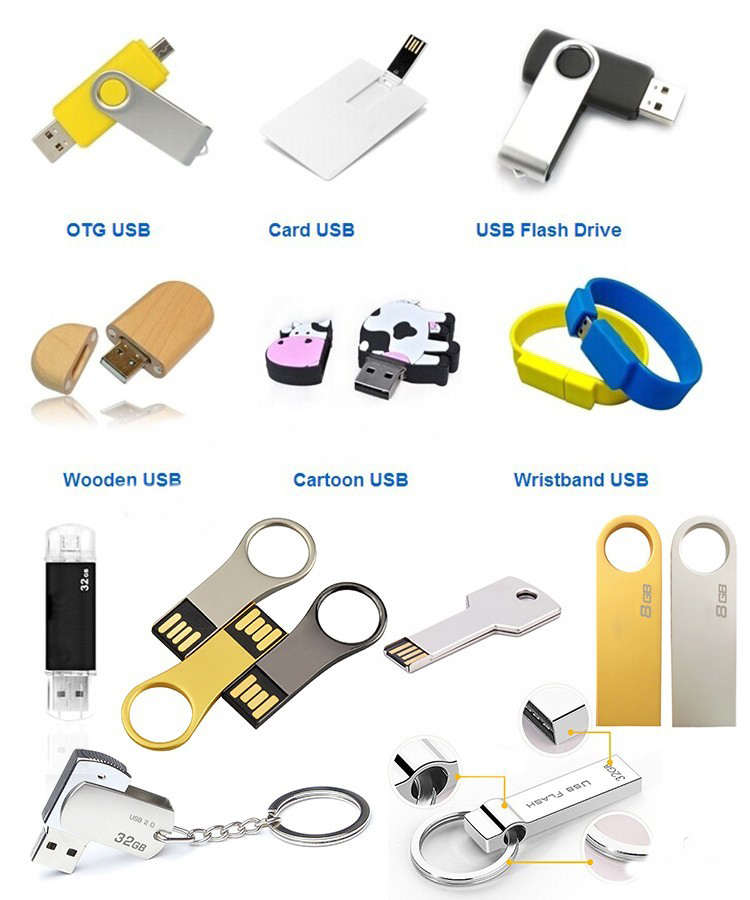 OTG USB
Card USB
USB Flash Drive
Wooden USB
Cartoon USB
Wristband USB
32GB
8GB
8GB
32GB
USB FLASH
USB 2.0
32GB